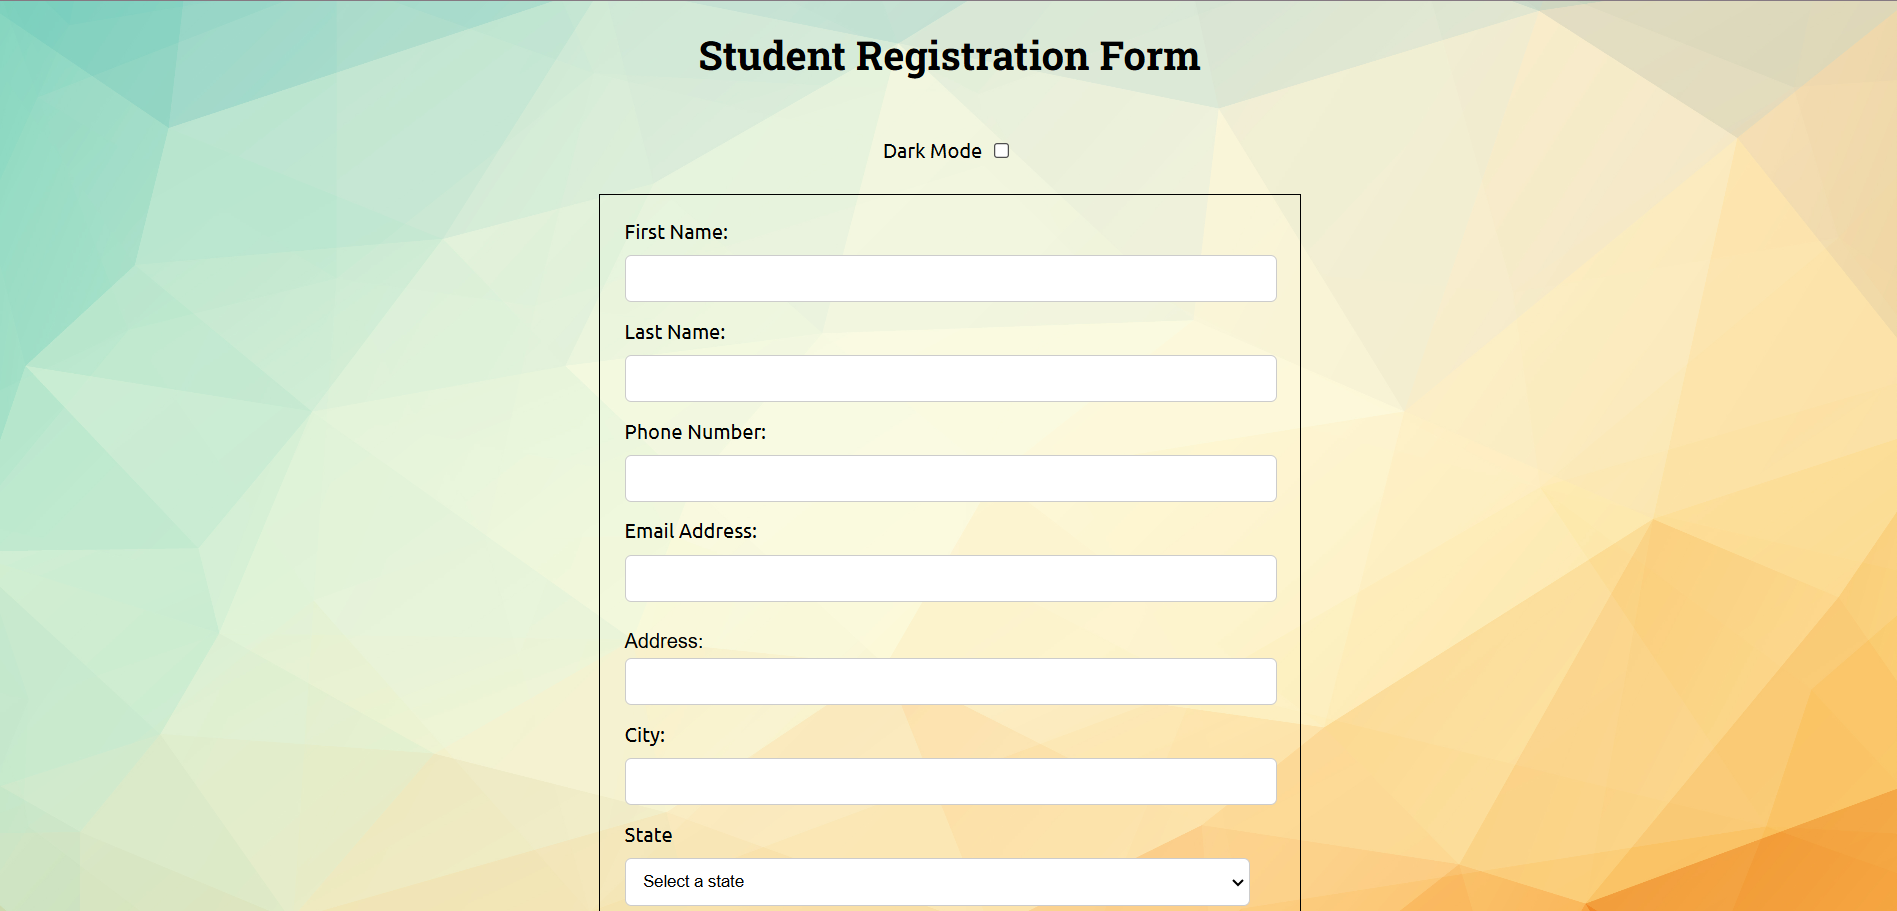 Student Registration Form
Dark Mode
First Name:
Last Name:
Phone Number:
Email Address:
Address:
City:
State
Select a state